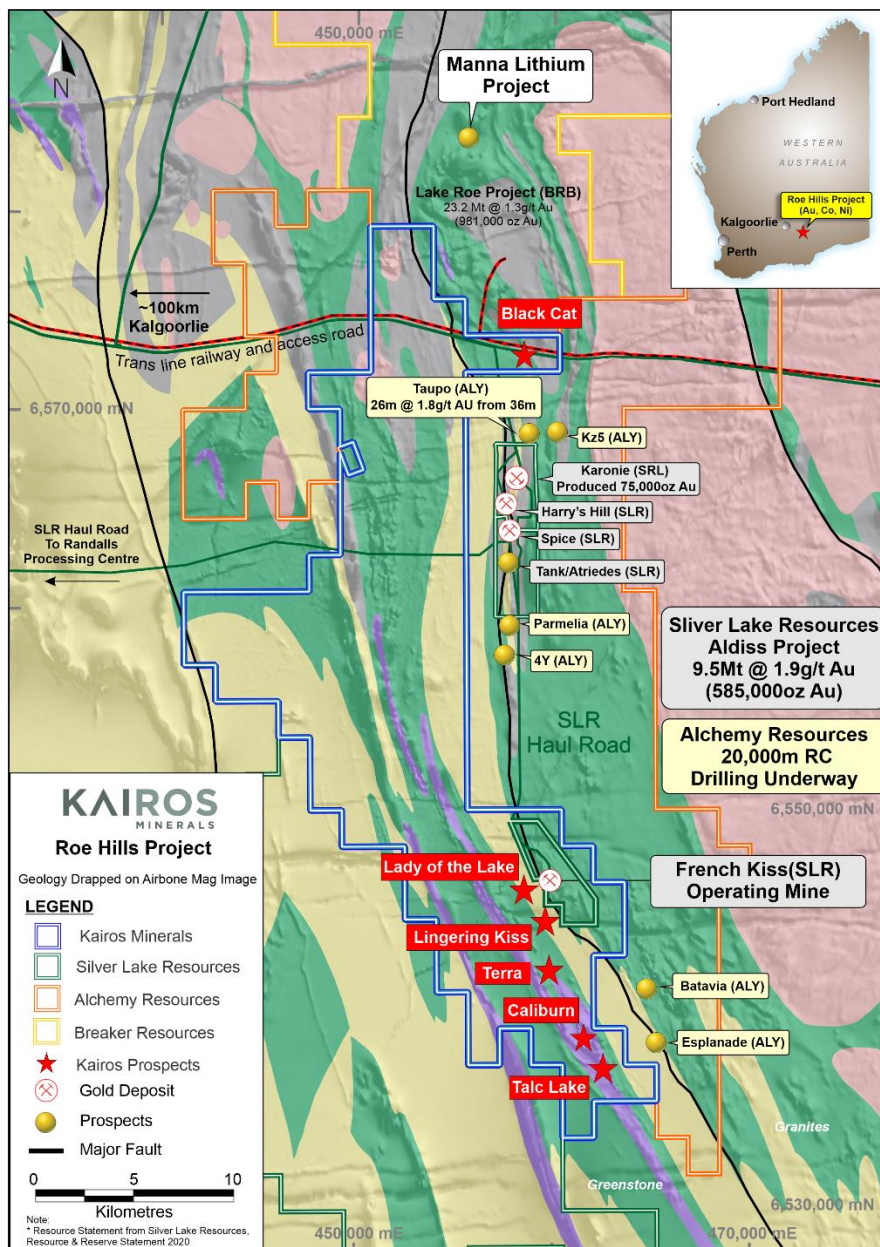 450,000 mE
N
Manna Lithium
Project
Lake Roe Project (BRB)
23.2 Mt @ 1.3g/t Au
(981,000 oz Au)
Port Hedland
WESTERN
AUSTRALIA
Roe Hills Project
(Au, Co, Ni)
Kalgoorlie
Perth
~100km
Kalgoorlie
Trans line railway and access road
Black Cat
6,570,000 mN
Taupo (ALY)
26m @ 1.8g/t AU from 36m
Kz5 (ALY)
Karonie (SRL)
Produced 75,000oz Au
Harry's Hill (SLR)
Spice (SLR)
SLR Haul Road
To Randalls
Processing Centre
Tank/Atriedes (SLR)
Parmelia (ALY)
4Y (ALY)
Sliver Lake Resources
Aldiss Project
9.5Mt @ 1.9g/t Au
(585,000oz Au)
SLR
Haul Road
Alchemy Resources
20,000m RC
Drilling Underway
6,550,000 mN
Lady of the Lake
French Kiss(SLR)
Operating Mine
Lingering Kiss
Terra
Batavia (ALY)
Caliburn
Esplanade (ALY)
Talc Lake
Granites
Greenstone
6,530,000 mN
450,000 mE
470,000 mE
KAIROS
MINERALS
Roe Hills Project
Geology Drapped on Airbone Mag Image
LEGEND
Kairos Minerals
Silver Lake Resources
Alchemy Resources
Breaker Resources
Kairos Prospects
Gold Deposit
Prospects
Major Fault
0 5 10
Kilometres
Note:
* Resource Statement from Silver Lake Resources,
Resource & Reserve Statement 2020